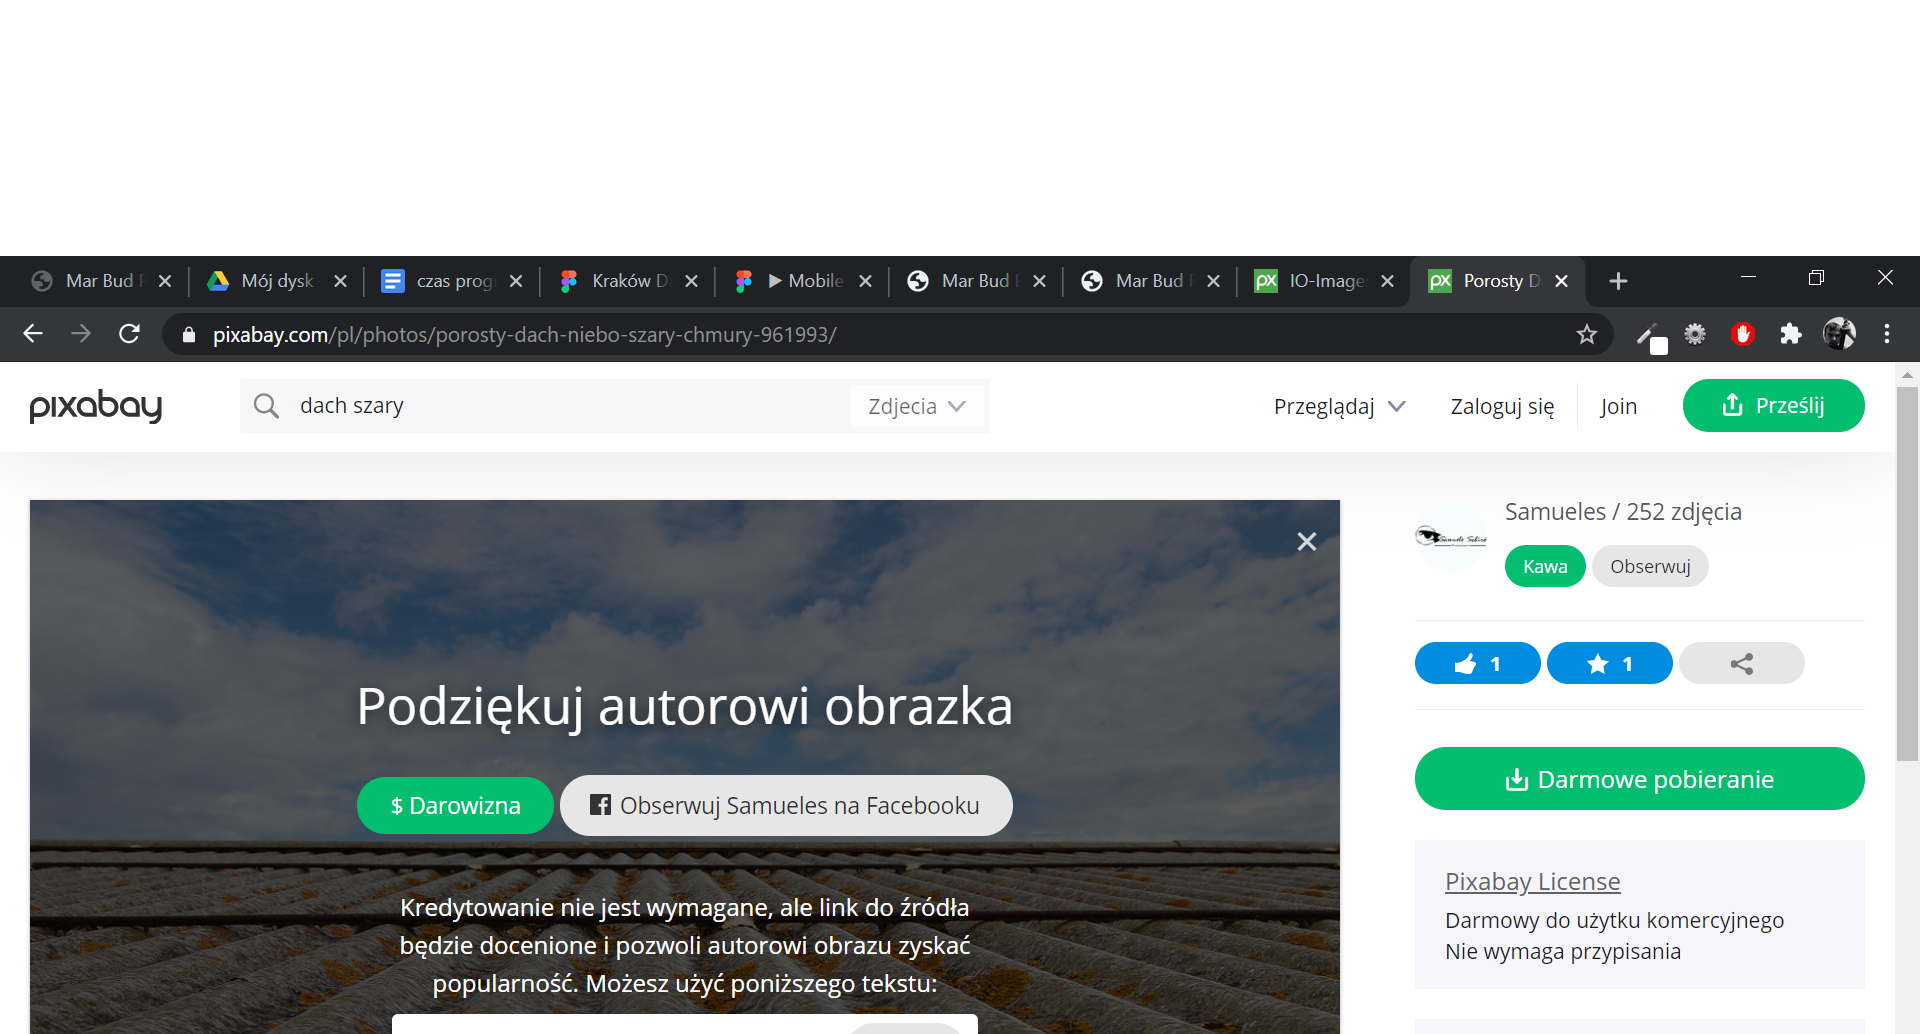 Mar Bud
Mój dysk
czas prog
Kraków D
Mobile
Mar Bud
Mar Bud
IO-Image
Porosty D
pixabay.com/pl/photos/porosty-dach-niebo-szary-chmury-961993/
pixabay
dach szary
Zdjecia
Przeglądaj
Zaloguj się
Join
Prześlij
Samueles / 252 zdjęcia
Kawa
Obserwuj
1
1
Podziękuj autorowi obrazka
$ Darowizna
Obserwuj Samueles na Facebooku
Darmowe pobieranie
Kredytowanie nie jest wymagane, ale link do źródła
będzie docenione i pozwoli autorowi obrazu zyskać
popularność. Możesz użyć poniższego tekstu:
Pixabay License
Darmowy do użytku komercyjnego
Nie wymaga przypisania